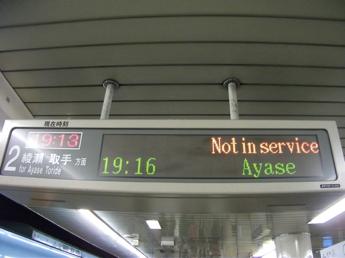 現在時刻
19:13
2 綾瀬 取手 方面
for Ayase Toride
Not in service
19:16 Ayase